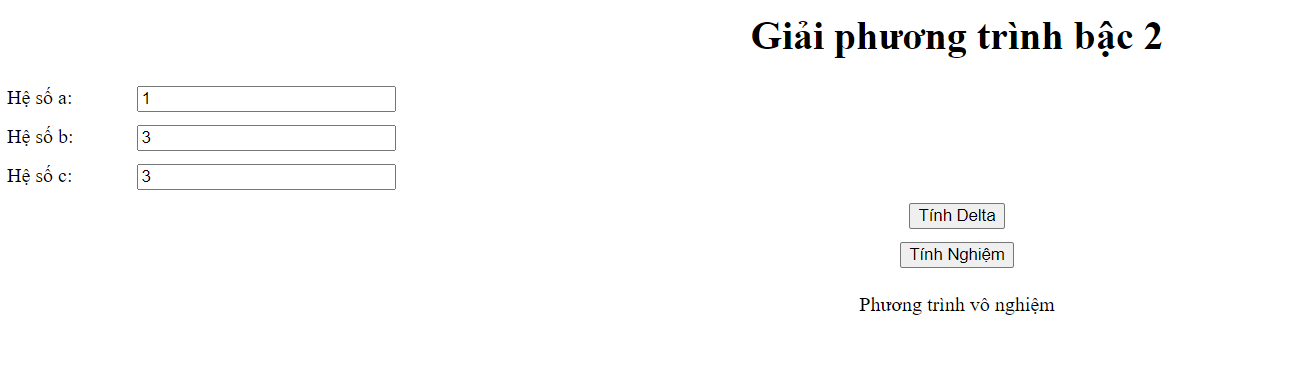 Giải phương trình bậc 2
Hệ số a: 1
Hệ số b: 3
Hệ số c: 3
Tính Delta
Tính Nghiệm
Phương trình vô nghiệm